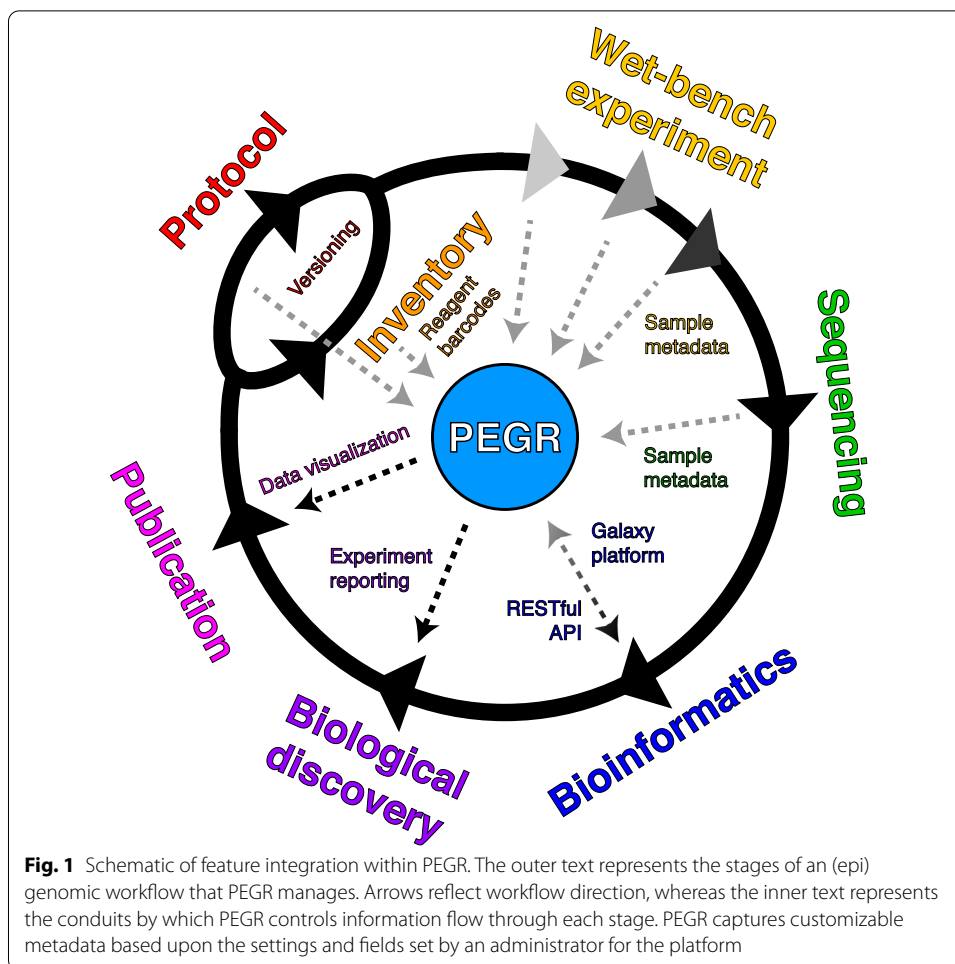 Wet-bench
experiment
Protocol
Versioning
Inventory
Reagent
barcodes
Sample
metadata
Sequencing
PEGR
Sample
metadata
Data visualization
Publication
Galaxy
platform
Experiment
reporting
RESTful
API
Bioinformatics
Biological
discovery
Fig. 1 Schematic of feature integration within PEGR. The outer text represents the stages of an (epi)
genomic workflow that PEGR manages. Arrows reflect workflow direction, whereas the inner text represents
the conduits by which PEGR controls information flow through each stage. PEGR captures customizable
metadata based upon the settings and fields set by an administrator for the platform